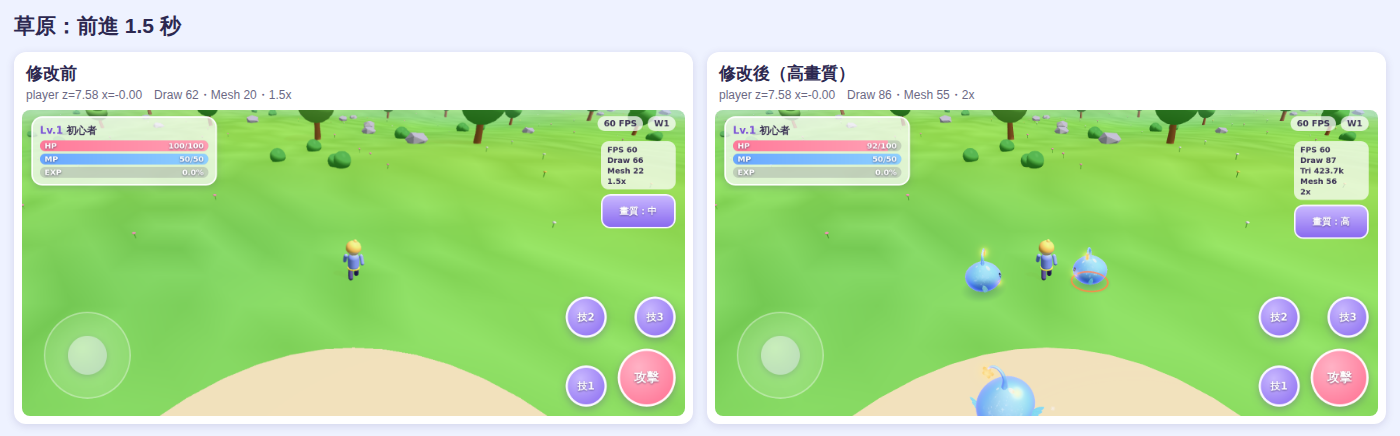 草原：前進 1.5 秒
修改前
player z=7.58 x=-0.00 Draw 62・Mesh 20・1.5x
Lv.1 初心者
HP 100/100
MP 50/50
EXP 0.0%
60 FPS W1
FPS 60
Draw 66
Mesh 22
1.5x
畫質：中
技2
技3
技1
攻擊
修改後（高畫質）
player z=7.58 x=-0.00 Draw 86・Mesh 55・2x
Lv.1 初心者
HP 92/100
MP 50/50
EXP 0.0%
60 FPS W1
FPS 60
Draw 87
Tri 423.7k
Mesh 56
2x
畫質：高
技2
技3
技1
攻擊